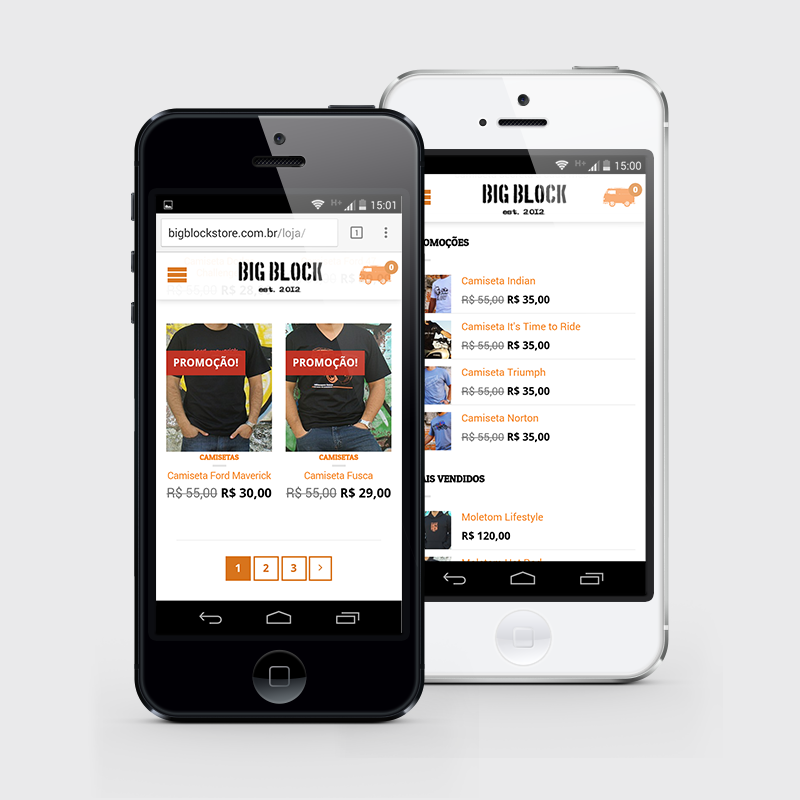 15:01
bigblockstore.com.br/loja/
1
BIG BLOCK
est. 2012
0
PROMOÇÃO!
PROMOÇÃO!
CAMISETAS
CAMISETAS
Camiseta Ford Maverick
Camiseta Fusca
R$ 55,00 R$ 30,00
R$ 55,00 R$ 29,00
1 2 3 >
H+ 15:00
BIG BLOCK
est. 2012
0
OMOÇÕES
Camiseta Indian
R$ 55,00 R$ 35,00
Camiseta It's Time to Ride
R$ 55,00 R$ 35,00
Camiseta Triumph
R$ 55,00 R$ 35,00
Camiseta Norton
R$ 55,00 R$ 35,00
AIS VENDIDOS
Moletom Lifestyle
R$ 120,00